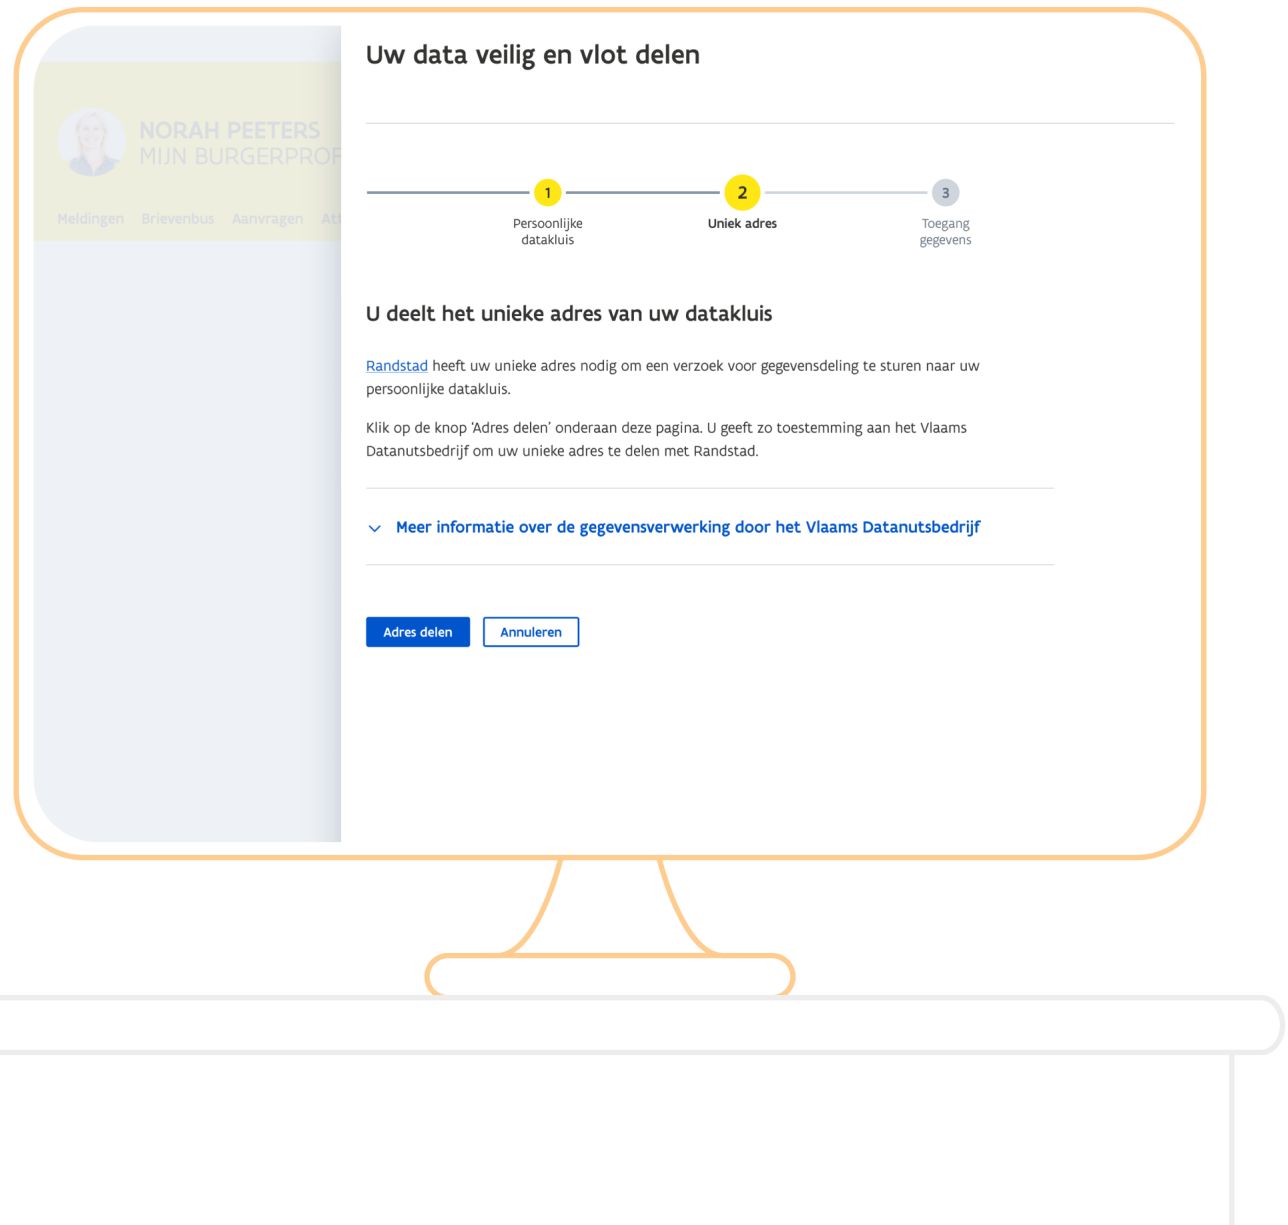 Uw data veilig en vlot delen
NORAH PEETERS
MIJN BURGERPROF
Meldingen Brievenbus Aanvragen Att
1
2
3
Persoonlijke
datakluis
Uniek adres
Toegang
gegevens
U deelt het unieke adres van uw datakluis
Randstad heeft uw unieke adres nodig om een verzoek voor gegevensdeling te sturen naar uw
persoonlijke datakluis.
Klik op de knop 'Adres delen' onderaan deze pagina. U geeft zo toestemming aan het Vlaams
Datanutsbedrijf om uw unieke adres te delen met Randstad.
Meer informatie over de gegevensverwerking door het Vlaams Datanutsbedrijf
Adres delen
Annuleren